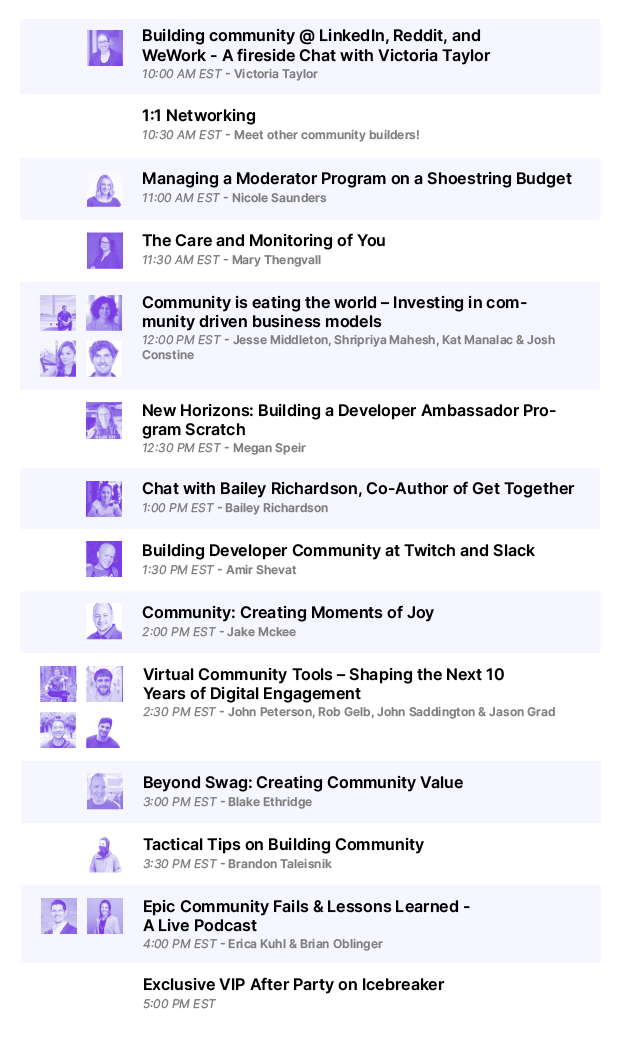 Building community @ LinkedIn, Reddit, and
WeWork - A fireside Chat with Victoria Taylor
10:00 AM EST - Victoria Taylor
1:1 Networking
10:30 AM EST - Meet other community builders!
Managing a Moderator Program on a Shoestring Budget
11:00 AM EST - Nicole Saunders
The Care and Monitoring of You
11:30 AM EST - Mary Thengvall
Community is eating the world – Investing in com-
munity driven business models
12:00 PM EST - Jesse Middleton, Shripriya Mahesh, Kat Manalac & Josh
Constine
New Horizons: Building a Developer Ambassador Pro-
gram Scratch
12:30 PM EST - Megan Speir
Chat with Bailey Richardson, Co-Author of Get Together
1:00 PM EST - Bailey Richardson
Building Developer Community at Twitch and Slack
1:30 PM EST - Amir Shevat
Community: Creating Moments of Joy
2:00 PM EST - Jake Mckee
Virtual Community Tools – Shaping the Next 10
Years of Digital Engagement
2:30 PM EST - John Peterson, Rob Gelb, John Saddington & Jason Grad
Beyond Swag: Creating Community Value
3:00 PM EST - Blake Ethridge
Tactical Tips on Building Community
3:30 PM EST - Brandon Taleisnik
Epic Community Fails & Lessons Learned -
A Live Podcast
4:00 PM EST - Erica Kuhl & Brian Oblinger
Exclusive VIP After Party on Icebreaker
5:00 PM EST